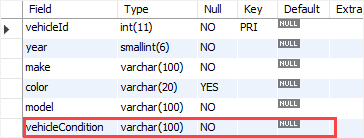 Field Type Null Key Default Extra
vehicleId int(11) NO PRI NULL
year smallint(6) NO NULL
make varchar(100) NO NULL
color varchar(20) YES NULL
model varchar(100) NO NULL
vehicleCondition varchar(100) NO NULL